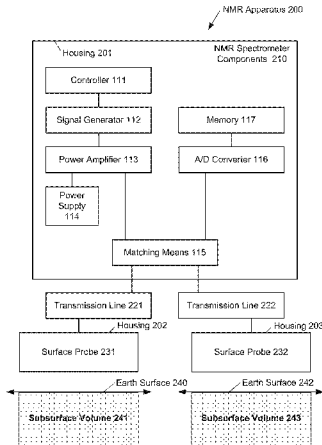 NMR Apparatus 200
Housing 201
NMR Spectrometer
Components 210
Controller 111
Signal Generator 112
Memory 117
Power Amplifier 113
A/D Converter 116
Power
Supply
114
Matching Means 115
Transmission Line 221
Transmission Line 222
Housing 202
Housing 203
Surface Probe 231
Surface Probe 232
Earth Surface 240
Earth Surface 242
Subsurface Volume 241
Subsurface Volume 243